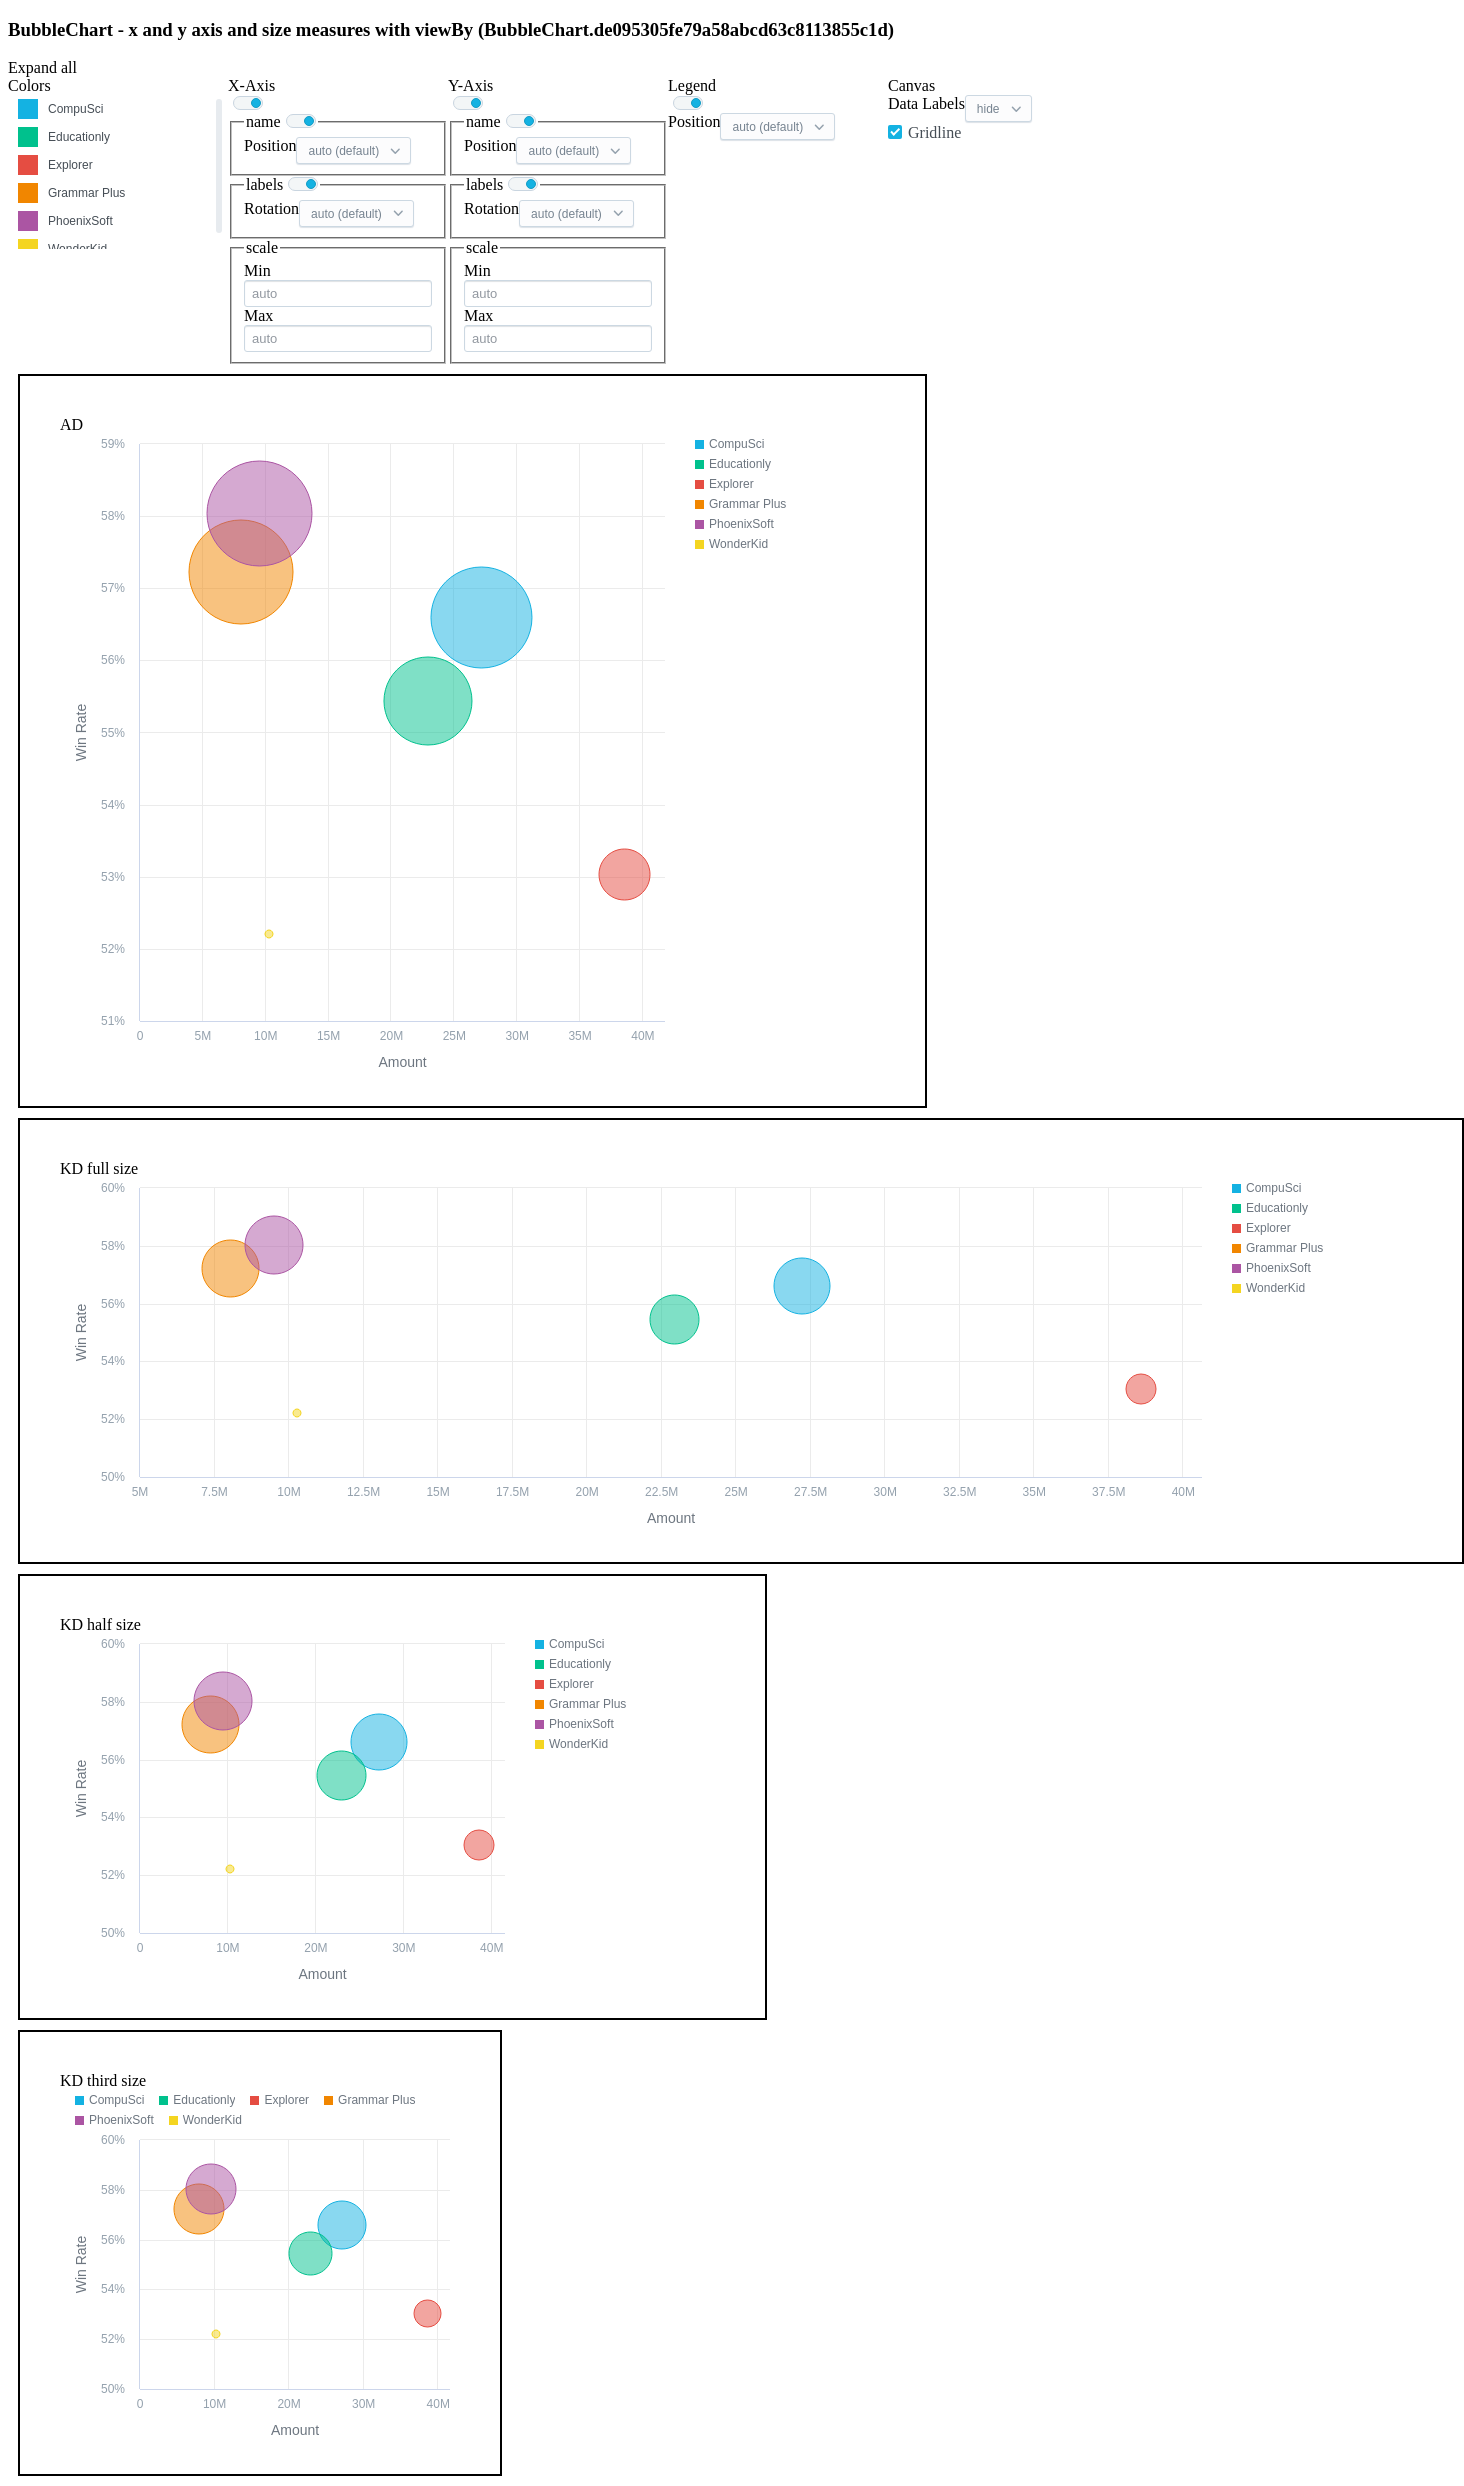 BubbleChart - x and y axis and size measures with viewBy (BubbleChart.de095305fe79a58abcd63c8113855c1d)
Expand all
Colors
CompuSci
Educationly
Explorer
Grammar Plus
PhoenixSoft
WonderKid
X-Axis
name
Position auto (default)
labels
Rotation auto (default)
scale
Min
auto
Max
auto
Y-Axis
name
Position auto (default)
labels
Rotation auto (default)
scale
Min
auto
Max
auto
Legend
Position auto (default)
Canvas
Data Labels hide
Gridline
AD
59%
58%
57%
56%
55%
54%
53%
52%
51%
Win Rate
0 5M 10M 15M 20M 25M 30M 35M 40M
Amount
CompuSci
Educationly
Explorer
Grammar Plus
PhoenixSoft
WonderKid
KD full size
60%
58%
56%
54%
52%
50%
Win Rate
5M 7.5M 10M 12.5M 15M 17.5M 20M 22.5M 25M 27.5M 30M 32.5M 35M 37.5M 40M
Amount
CompuSci
Educationly
Explorer
Grammar Plus
PhoenixSoft
WonderKid
KD half size
60%
58%
56%
54%
52%
50%
Win Rate
0 10M 20M 30M 40M
Amount
CompuSci
Educationly
Explorer
Grammar Plus
PhoenixSoft
WonderKid
KD third size
CompuSci Educationly Explorer Grammar Plus
PhoenixSoft WonderKid
60%
58%
56%
54%
52%
50%
Win Rate
0 10M 20M 30M 40M
Amount